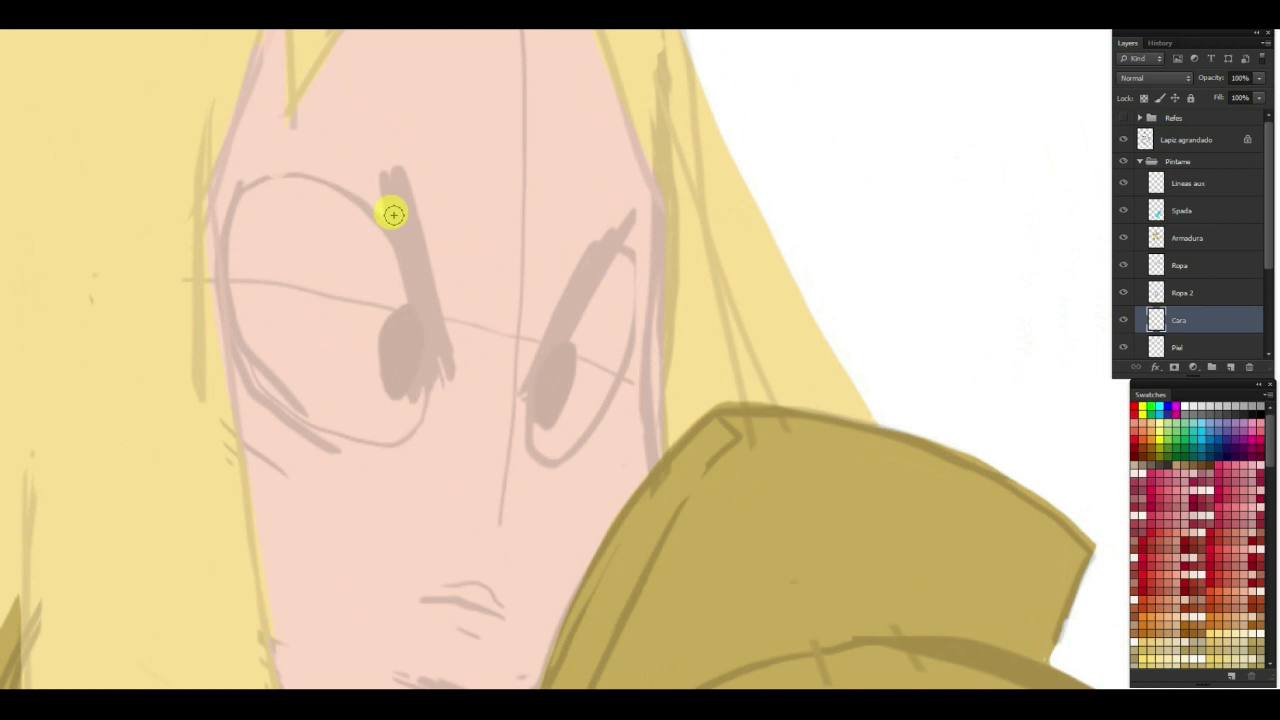 Layers History
Kind
Normal Opacity: 100%
Lock: Fill: 100%
Refes
Lapiz agrandado
Pintame
Lineas aux
Spada
Armadura
Ropa
Ropa 2
Cara
Piel
fx
Swatches